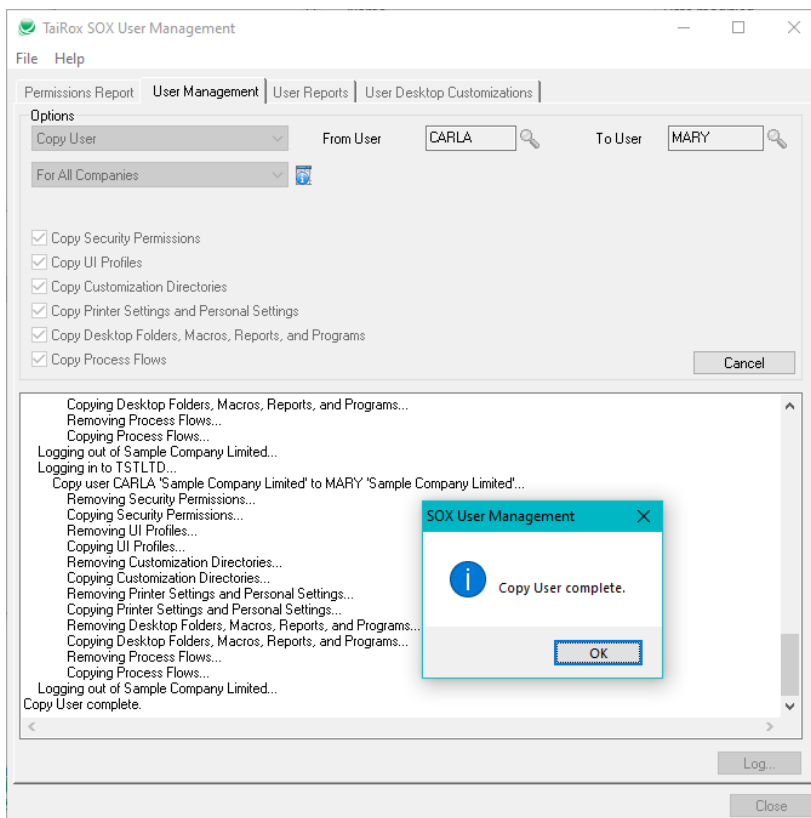 TaiRox SOX User Management
File Help
Permissions Report User Management User Reports User Desktop Customizations
Options
Copy User From User CARLA To User MARY
For All Companies
Copy Security Permissions
Copy UI Profiles
Copy Customization Directories
Copy Printer Settings and Personal Settings
Copy Desktop Folders, Macros, Reports, and Programs
Copy Process Flows
Cancel
Copying Desktop Folders, Macros, Reports, and Programs...
Removing Process Flows...
Copying Process Flows...
Logging out of Sample Company Limited...
Logging in to TSTLTD...
Copy user CARLA 'Sample Company Limited' to MARY 'Sample Company Limited'...
Removing Security Permissions...
Copying Security Permissions...
Removing UI Profiles...
Copying UI Profiles...
Removing Customization Directories...
Copying Customization Directories...
Removing Printer Settings and Personal Settings...
Copying Printer Settings and Personal Settings...
Removing Desktop Folders, Macros, Reports, and Programs...
Copying Desktop Folders, Macros, Reports, and Programs...
Removing Process Flows...
Copying Process Flows...
Logging out of Sample Company Limited...
Copy User complete.
SOX User Management
Copy User complete.
OK
Log...
Close